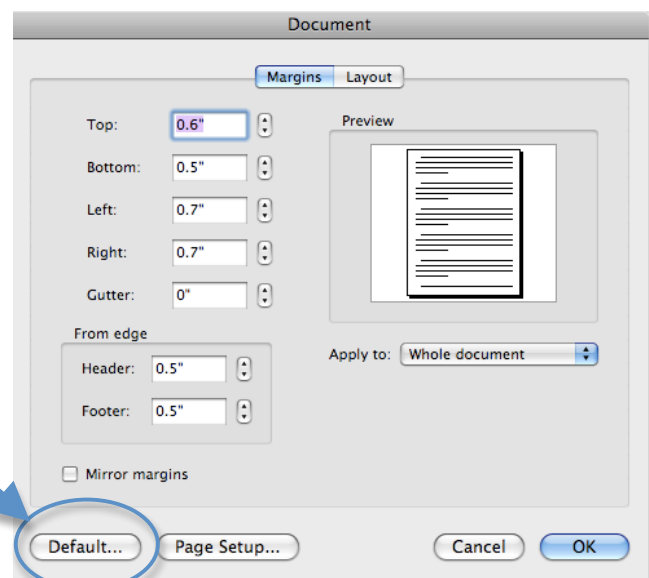 Document
Margins Layout
Top: 0.6"
Bottom: 0.5"
Left: 0.7"
Right: 0.7"
Gutter: 0"
From edge
Header: 0.5"
Footer: 0.5"
Mirror margins
Preview
Apply to: Whole document
Default... Page Setup... Cancel OK